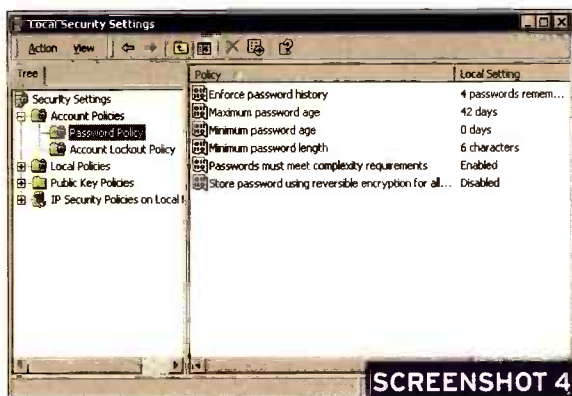 Local Security Settings
Action View
Tree
Policy Local Setting
Security Settings
Account Policies
Password Policy
Account Lockout Policy
Local Policies
Public Key Policies
IP Security Policies on Local
Enforce password history 4 passwords remem...
Maximum password age 42 days
Minimum password age 0 days
Minimum password length 6 characters
Passwords must meet complexity requirements Enabled
Store password using reversible encryption for all... Disabled
SCREENSHOT 4